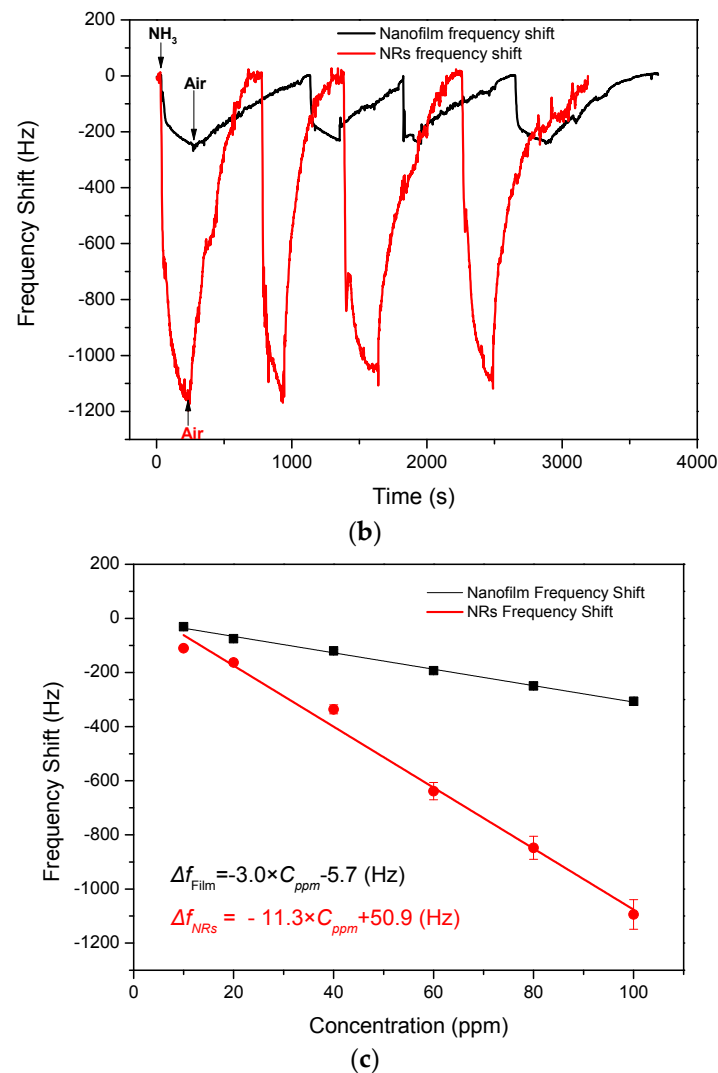 200
0
-200
-400
-600
-800
-1000
-1200
Frequency Shift (Hz)
NH3
Air
Air
Nanofilm frequency shift
NRs frequency shift
0
1000
2000
3000
4000
Time (s)
(b)
200
0
-200
-400
-600
-800
-1000
-1200
Frequency Shift (Hz)
Nanofilm Frequency Shift
NRs Frequency Shift
ΔfFilm=-3.0×Cppm-5.7 (Hz)
ΔfNRs = - 11.3×Cppm+50.9 (Hz)
20
40
60
80
100
Concentration (ppm)
(c)